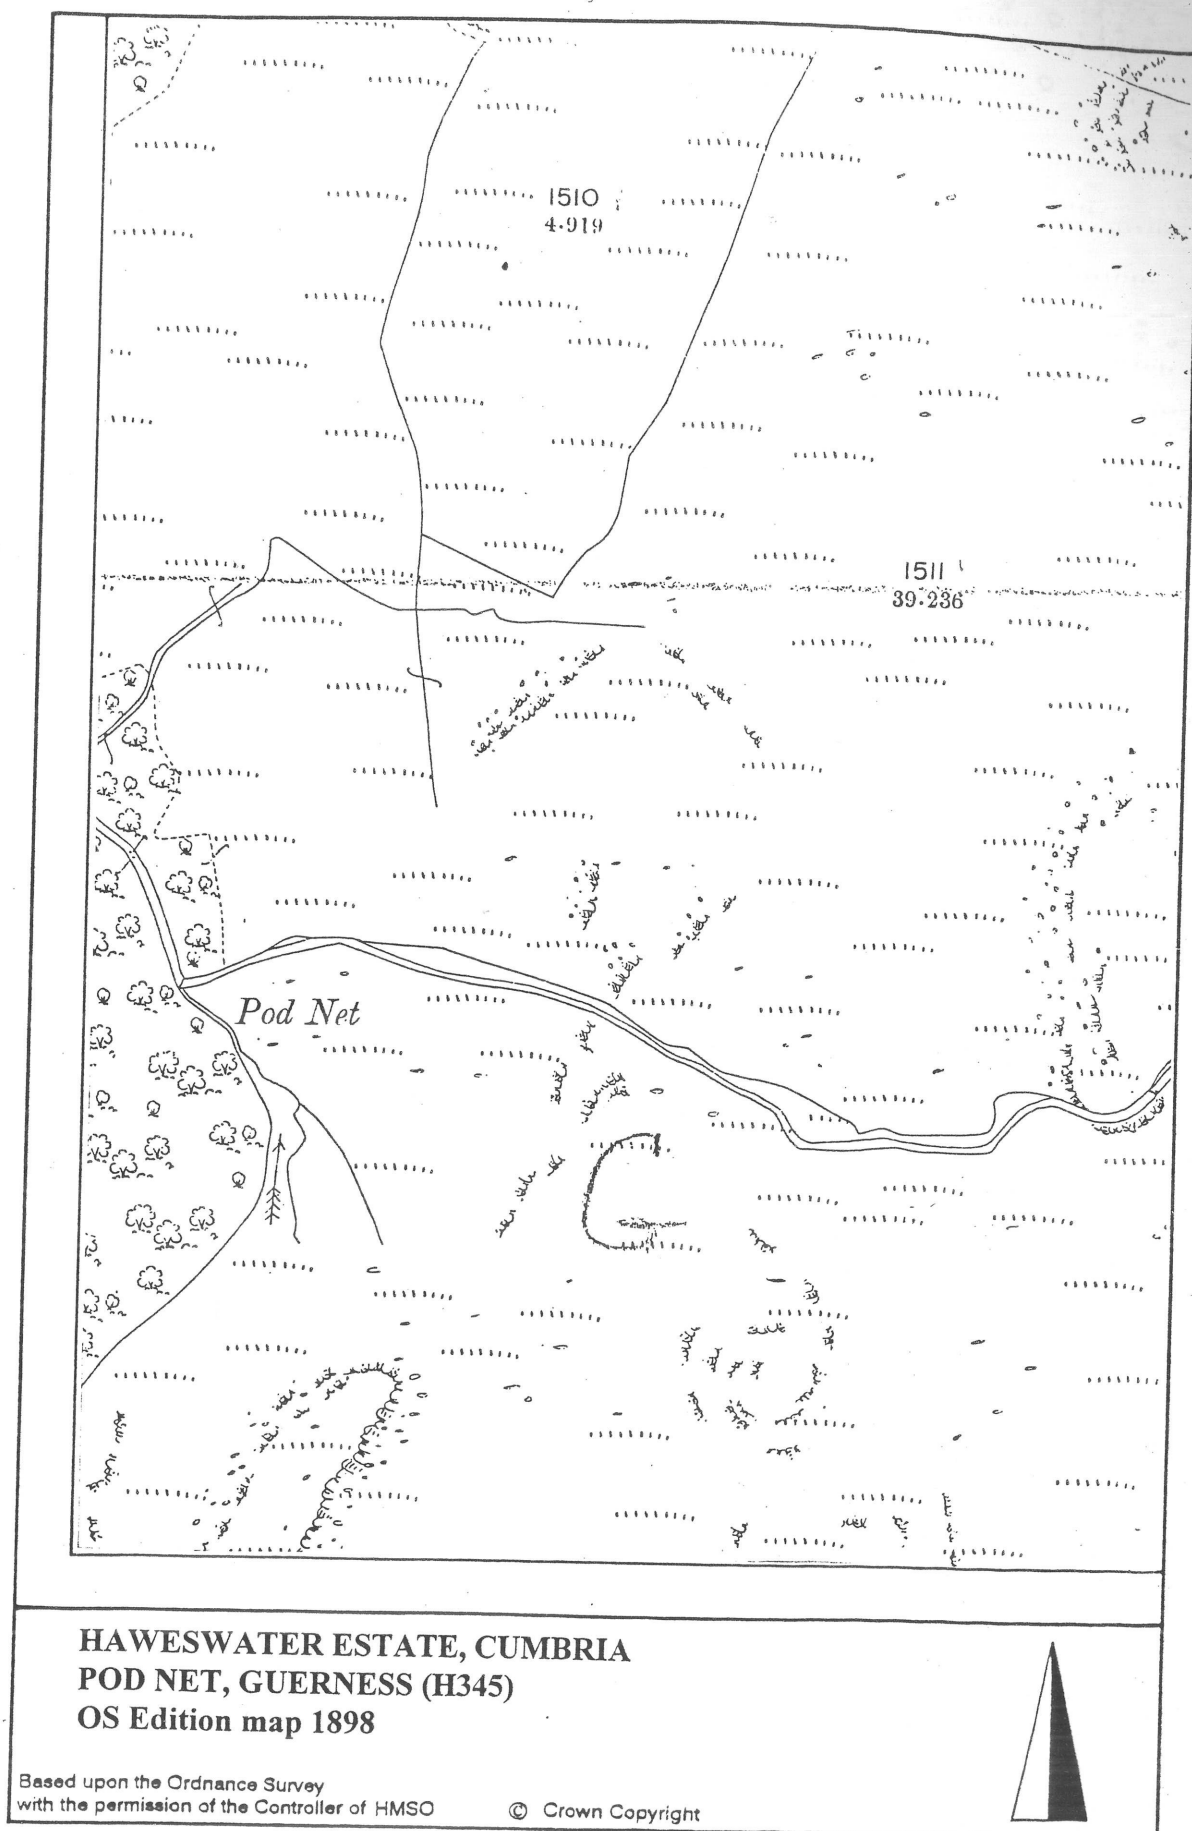 1510
4.919
1511
39.236
Pod Net
HAWESWATER ESTATE, CUMBRIA
POD NET, GUERNESS (H345)
OS Edition map 1898
Based upon the Ordnance Survey
with the permission of the Controller of HMSO © Crown Copyright